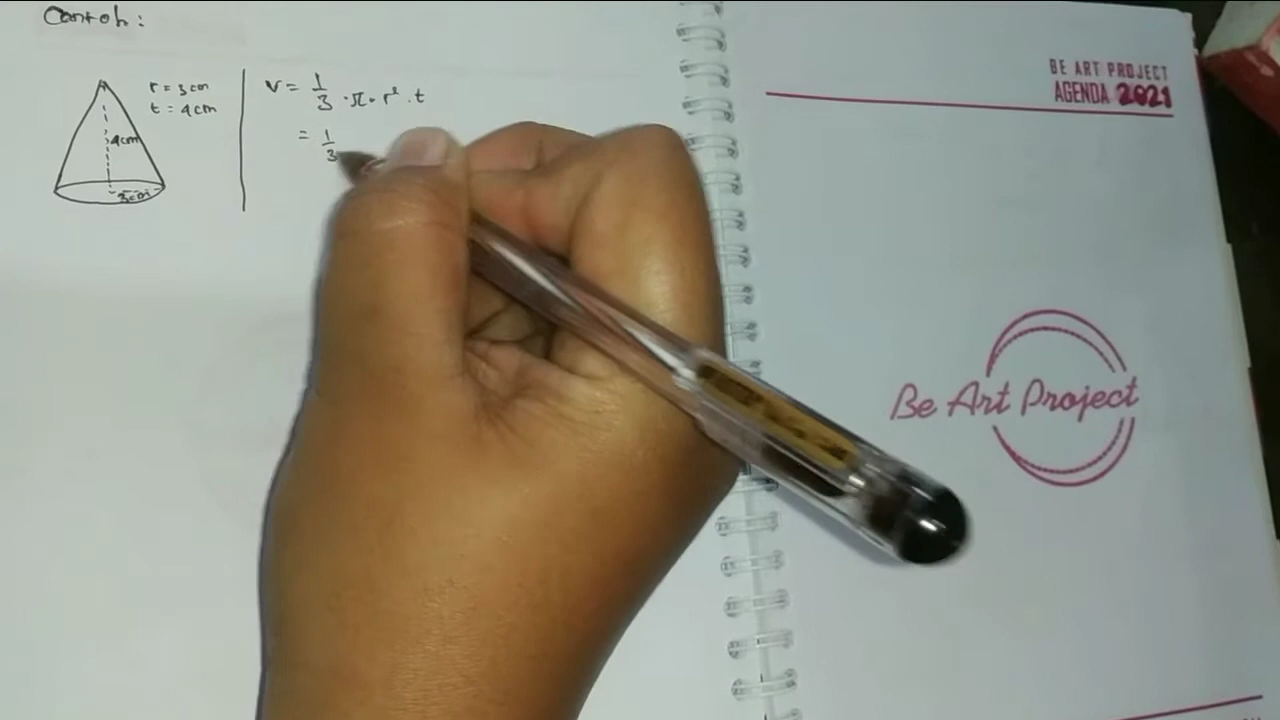 Contoh :
r = 3 cm
t = 4 cm
4cm
3cm
V = 1/3 · π · r² · t
= 1/3
BE ART PROJECT
AGENDA 2021
Be Art Project